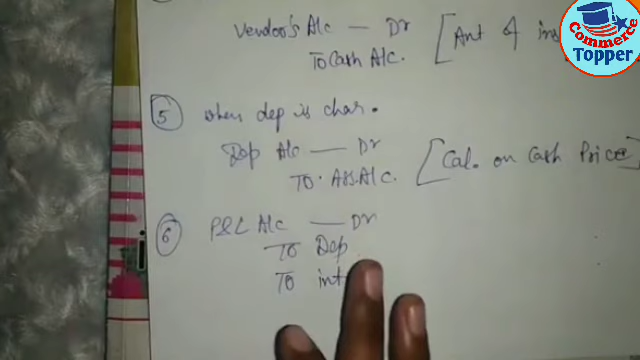 Vendor's A/c — Dr [Amt & ins
To Cash A/c.
Commerce Topper
5 when dep is char.
Dep A/c — Dr
To Ass. A/c. [Cal. on Cash Price]
6 P&L A/c — Dr
To Dep
To int